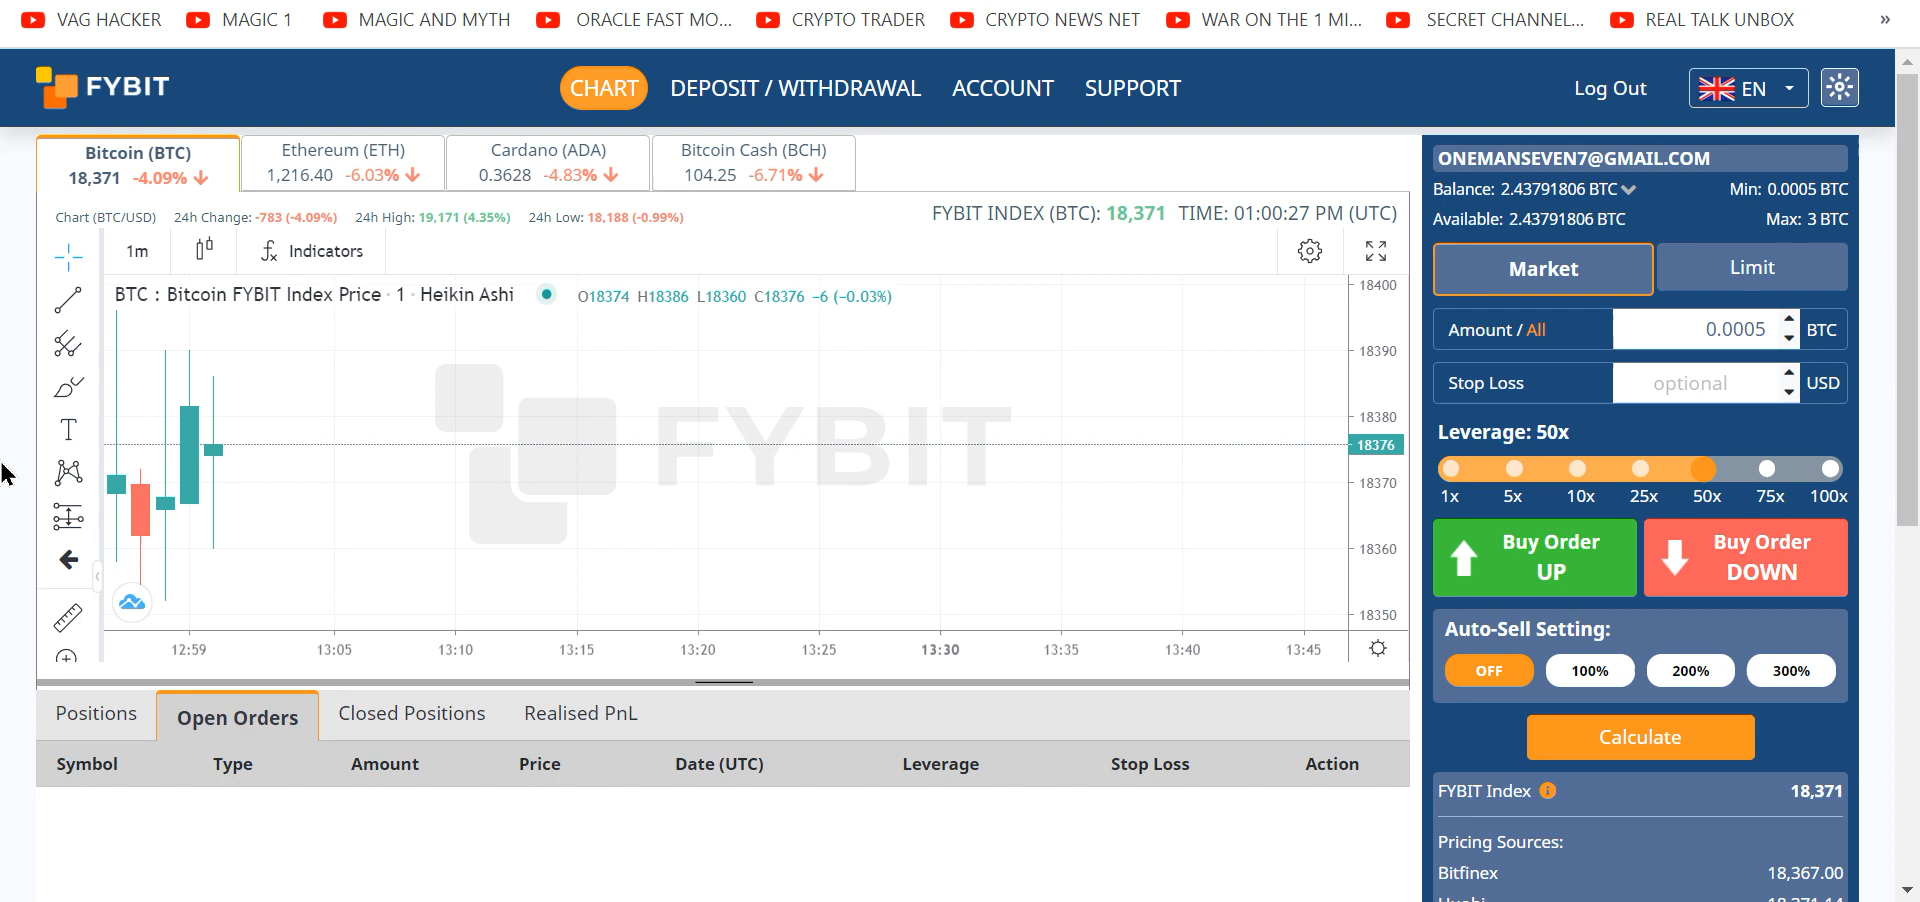 VAG HACKER MAGIC 1 MAGIC AND MYTH ORACLE FAST MO... CRYPTO TRADER CRYPTO NEWS NET WAR ON THE 1 MI... SECRET CHANNEL... REAL TALK UNBOX »
FYBIT CHART DEPOSIT / WITHDRAWAL ACCOUNT SUPPORT Log Out EN
Bitcoin (BTC) Ethereum (ETH) Cardano (ADA) Bitcoin Cash (BCH)
18,371 -4.09% 1,216.40 -6.03% 0.3628 -4.83% 104.25 -6.71%
Chart (BTC/USD) 24h Change: -783 (-4.09%) 24h High: 19,171 (4.35%) 24h Low: 18,188 (-0.99%) FYBIT INDEX (BTC): 18,371 TIME: 01:00:27 PM (UTC)
1m Indicators
BTC : Bitcoin FYBIT Index Price · 1 · Heikin Ashi O18374 H18386 L18360 C18376 -6 (-0.03%)
18400
18390
18380
18376
18370
18360
18350
FYBIT
12:59 13:05 13:10 13:15 13:20 13:25 13:30 13:35 13:40 13:45
Positions Open Orders Closed Positions Realised PnL
Symbol Type Amount Price Date (UTC) Leverage Stop Loss Action
ONEMANSEVEN7@GMAIL.COM
Balance: 2.43791806 BTC Min: 0.0005 BTC
Available: 2.43791806 BTC Max: 3 BTC
Market Limit
Amount / All 0.0005 BTC
Stop Loss optional USD
Leverage: 50x
1x 5x 10x 25x 50x 75x 100x
Buy Order UP Buy Order DOWN
Auto-Sell Setting:
OFF 100% 200% 300%
Calculate
FYBIT Index 18,371
Pricing Sources:
Bitfinex 18,367.00